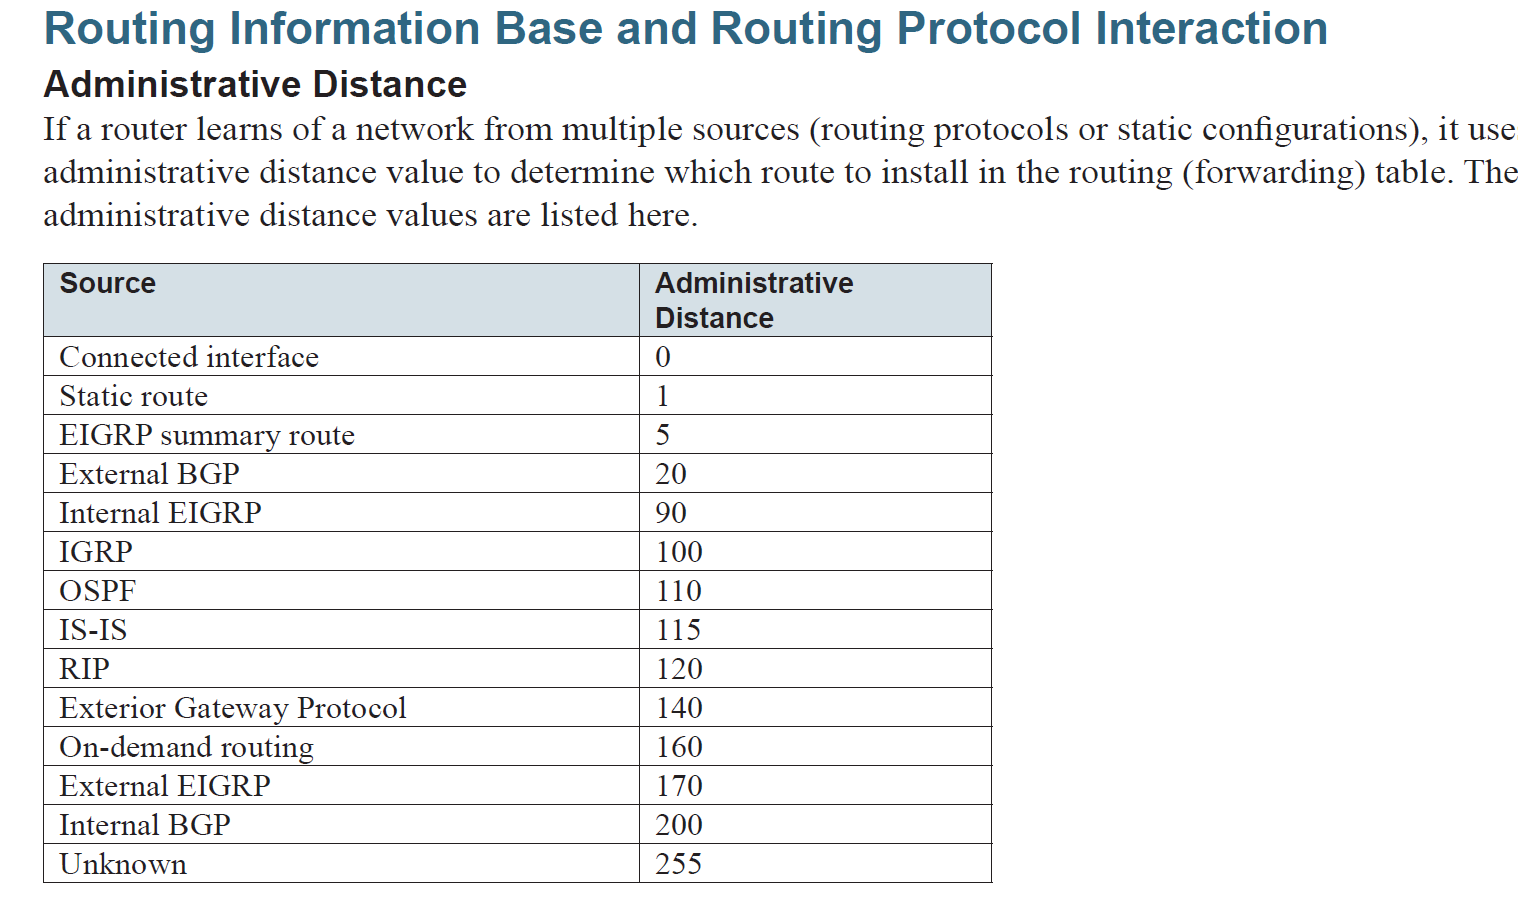 Routing Information Base and Routing Protocol Interaction
Administrative Distance
If a router learns of a network from multiple sources (routing protocols or static configurations), it use
administrative distance value to determine which route to install in the routing (forwarding) table. The
administrative distance values are listed here.
Source Administrative
Distance
Connected interface 0
Static route 1
EIGRP summary route 5
External BGP 20
Internal EIGRP 90
IGRP 100
OSPF 110
IS-IS 115
RIP 120
Exterior Gateway Protocol 140
On-demand routing 160
External EIGRP 170
Internal BGP 200
Unknown 255